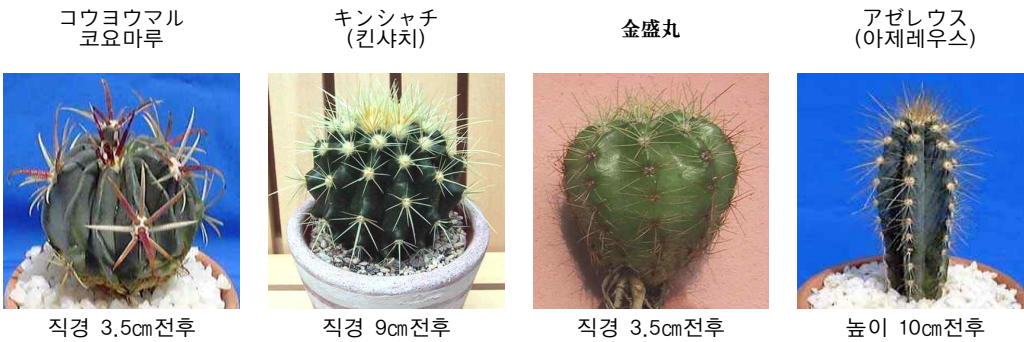 コウヨウマル
코요마루
キンシャチ
(킨샤치)
金盛丸
アゼレウス
(아제레우스)
직경 3.5㎝전후
직경 9㎝전후
직경 3.5㎝전후
높이 10㎝전후